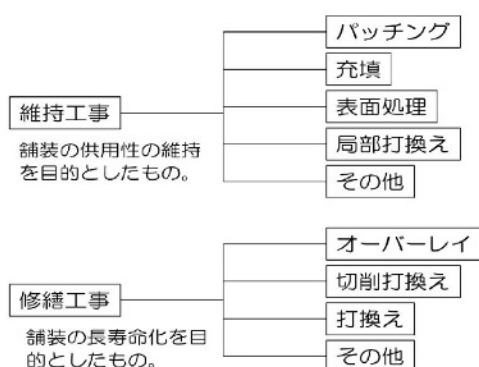 維持工事
舗装の供用性の維持
を目的としたもの。
パッチング
充填
表面処理
局部打換え
その他
修繕工事
舗装の長寿命化を目
的としたもの。
オーバーレイ
切削打換え
打換え
その他